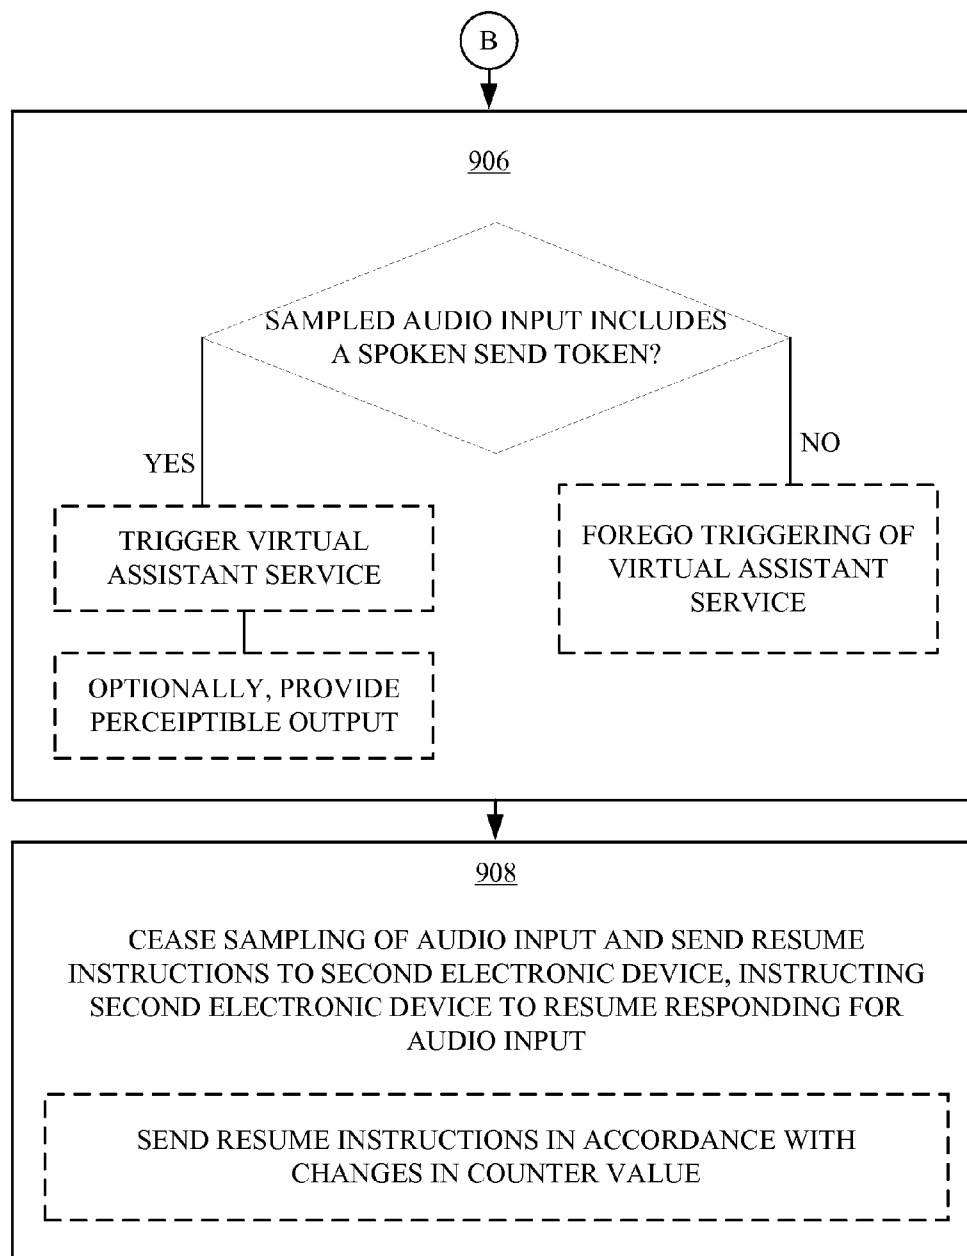 B
906
SAMPLED AUDIO INPUT INCLUDES
A SPOKEN SEND TOKEN?
YES
NO
TRIGGER VIRTUAL
ASSISTANT SERVICE
FOREGO TRIGGERING OF
VIRTUAL ASSISTANT
SERVICE
OPTIONALLY, PROVIDE
PERCEIPTIBLE OUTPUT
908
CEASE SAMPLING OF AUDIO INPUT AND SEND RESUME
INSTRUCTIONS TO SECOND ELECTRONIC DEVICE, INSTRUCTING
SECOND ELECTRONIC DEVICE TO RESUME RESPONDING FOR
AUDIO INPUT
SEND RESUME INSTRUCTIONS IN ACCORDANCE WITH
CHANGES IN COUNTER VALUE